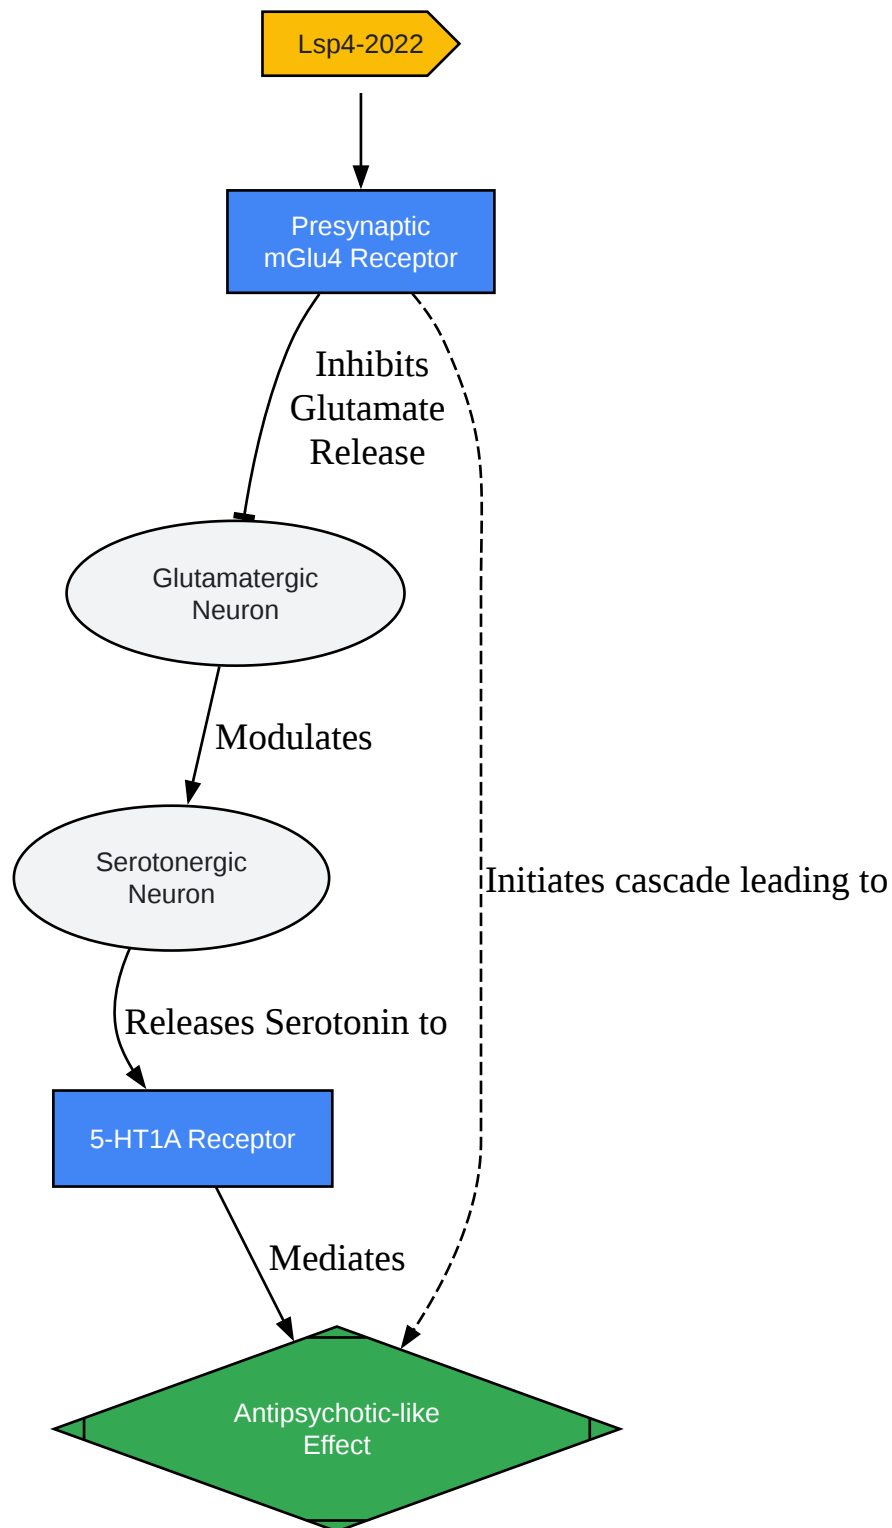 Lsp4-2022
Presynaptic
mGlu4 Receptor
Inhibits
Glutamate
Release
Glutamatergic
Neuron
Modulates
Serotonergic
Neuron
Initiates cascade leading to
Releases Serotonin to
5-HT1A Receptor
Mediates
Antipsychotic-like
Effect